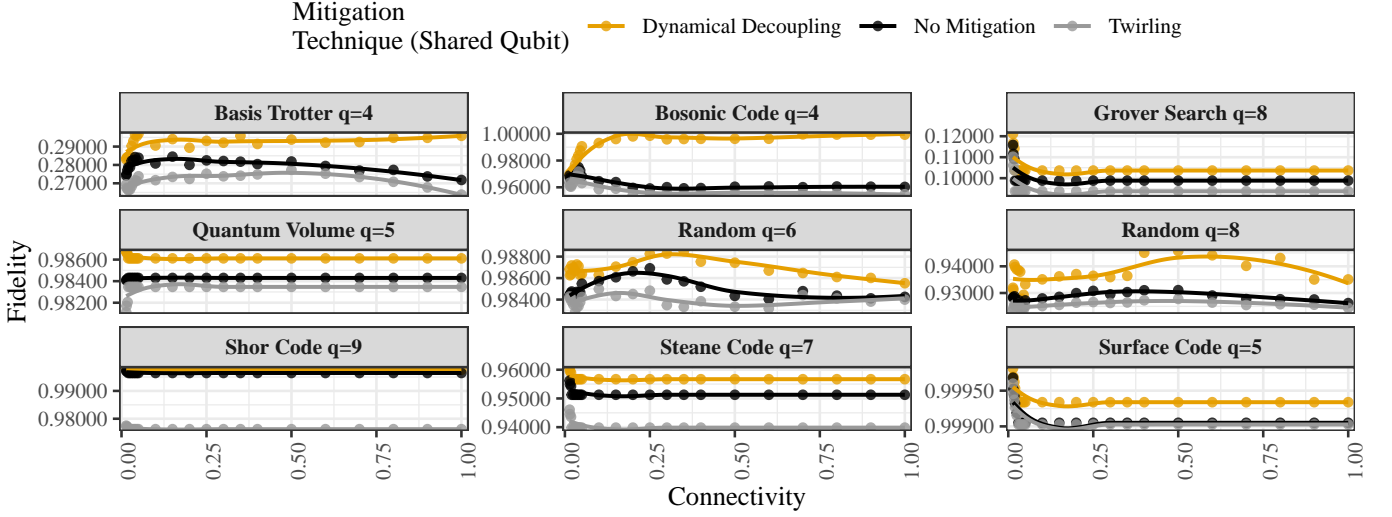 Mitigation
Technique (Shared Qubit)
Dynamical Decoupling
No Mitigation
Twirling
Fidelity
Basis Trotter q=4
0.29000
0.28000
0.27000
Bosonic Code q=4
1.00000
0.98000
0.96000
Grover Search q=8
0.12000
0.11000
0.10000
Quantum Volume q=5
0.98600
0.98400
0.98200
Random q=6
0.98800
0.98600
0.98400
Random q=8
0.94000
0.93000
Shor Code q=9
0.99000
0.98000
Steane Code q=7
0.96000
0.95000
0.94000
Surface Code q=5
0.99950
0.99900
0.00 0.25 0.50 0.75 1.00
0.00 0.25 0.50 0.75 1.00
0.00 0.25 0.50 0.75 1.00
Connectivity